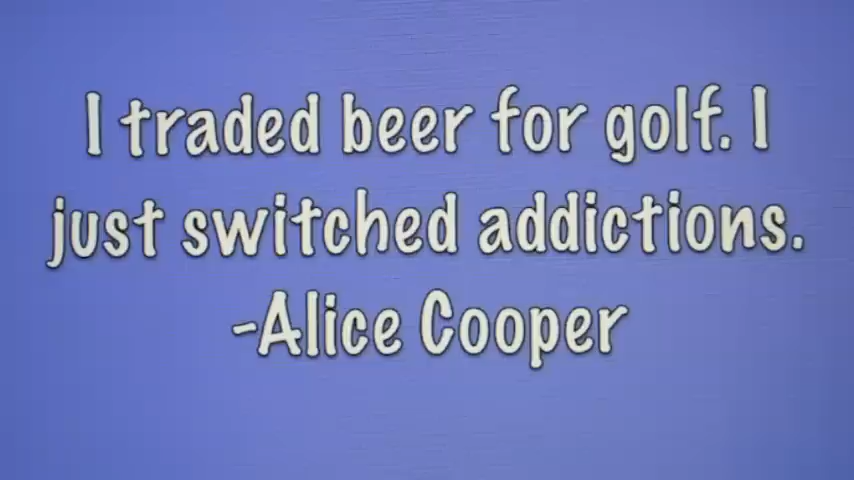 I traded beer for golf. I
just switched addictions.
-Alice Cooper